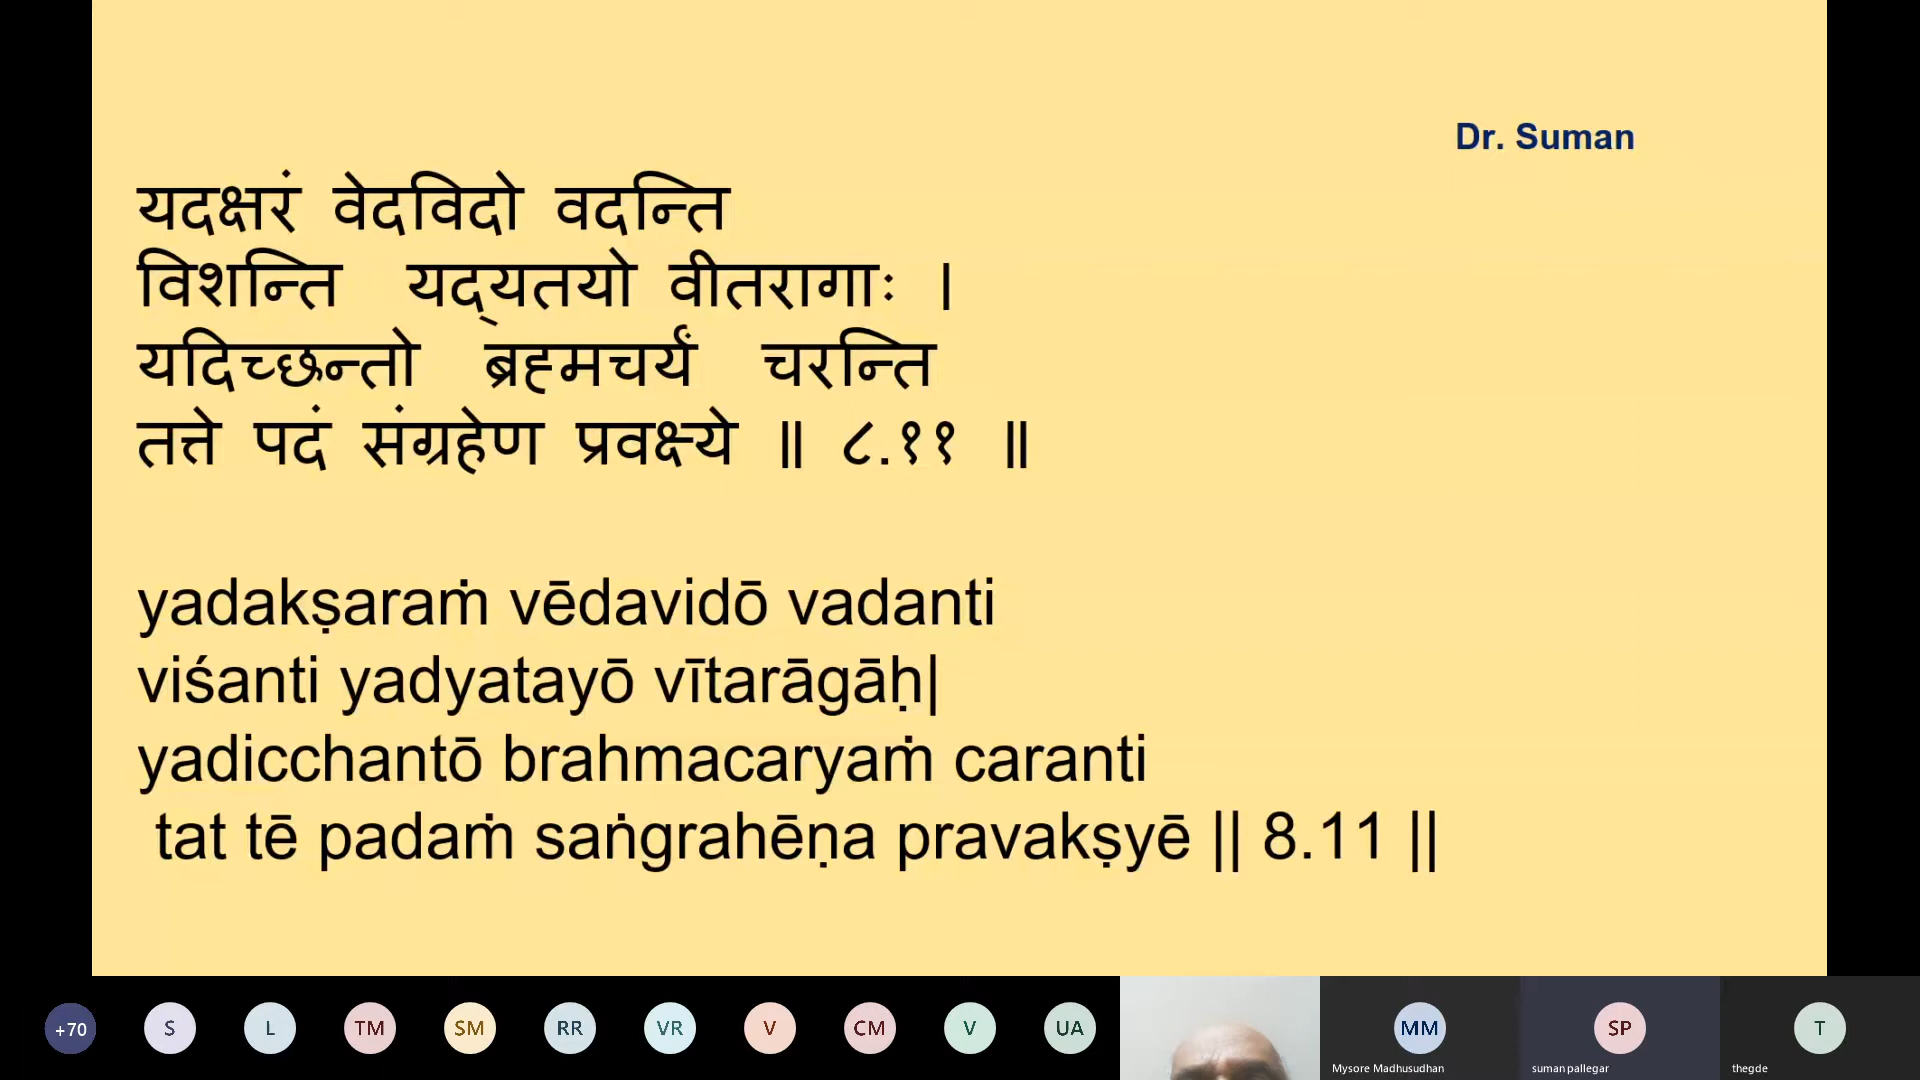 Dr. Suman
यदक्षरं वेदविदो वदन्ति
विशन्ति यद्‌यतयो वीतरागाः ।
यदिच्छन्तो ब्रह्मचर्यं चरन्ति
तत्ते पदं संग्रहेण प्रवक्ष्ये ॥ ८.११ ॥
yadakṣaraṁ vēdavidō vadanti
viśanti yadyatayō vītarāgāḥ|
yadicchantō brahmacaryaṁ caranti
tat tē padaṁ saṅgrahēṇa pravakṣyē || 8.11 ||
+70 S L TM SM RR VR V CM V UA MM SP T
Mysore Madhusudhan suman pallegar thegde